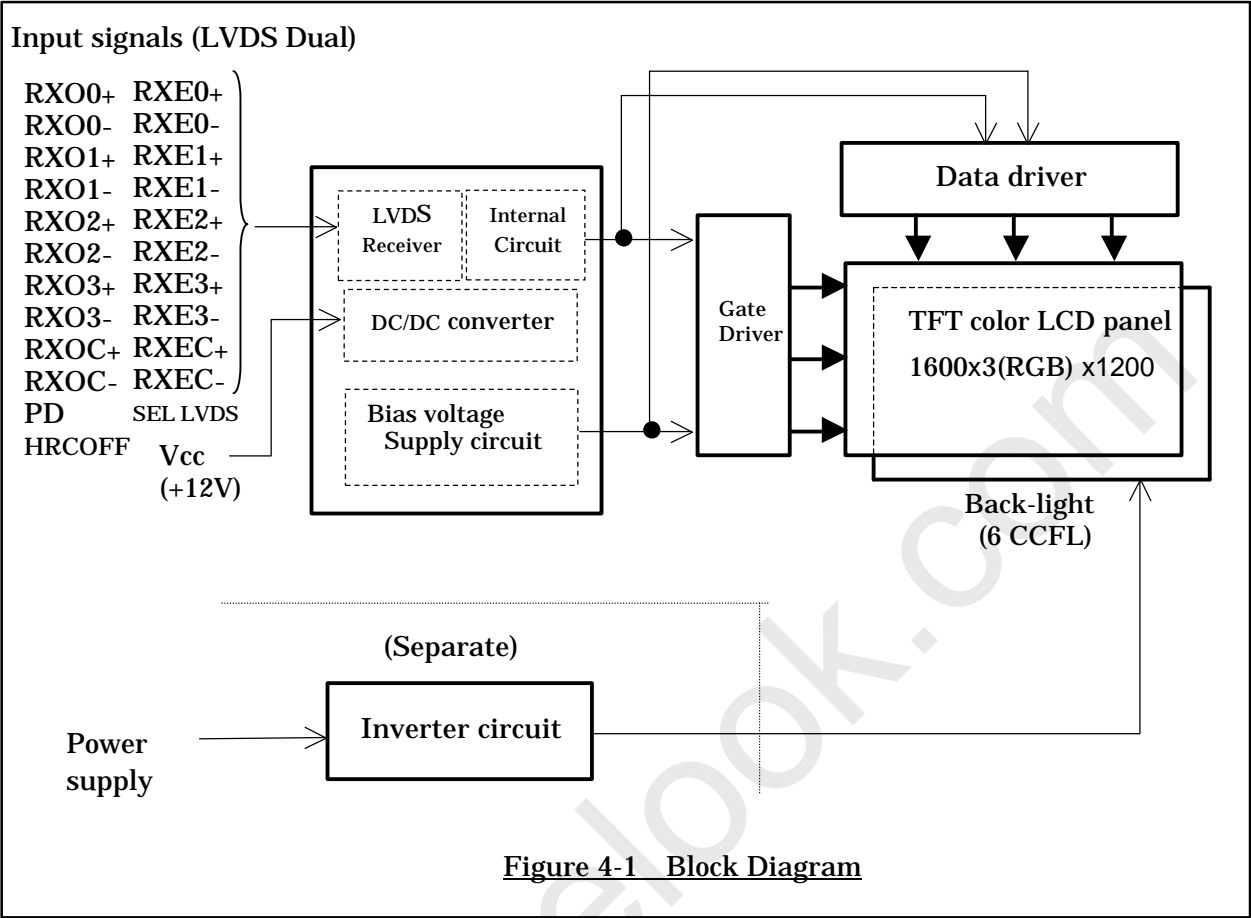 Input signals (LVDS Dual)
RXO0+ RXE0+
RXO0- RXE0-
RXO1+ RXE1+
RXO1- RXE1-
RXO2+ RXE2+
RXO2- RXE2-
RXO3+ RXE3+
RXO3- RXE3-
RXOC+ RXEC+
RXOC- RXEC-
PD SEL LVDS
HRCOFF
Vcc
(+12V)
LVDS
Receiver
Internal
Circuit
DC/DC converter
Bias voltage
Supply circuit
Gate
Driver
Data driver
TFT color LCD panel
1600x3(RGB) x1200
Back-light
(6 CCFL)
(Separate)
Power
supply
Inverter circuit
Figure 4-1 Block Diagram
elook.com